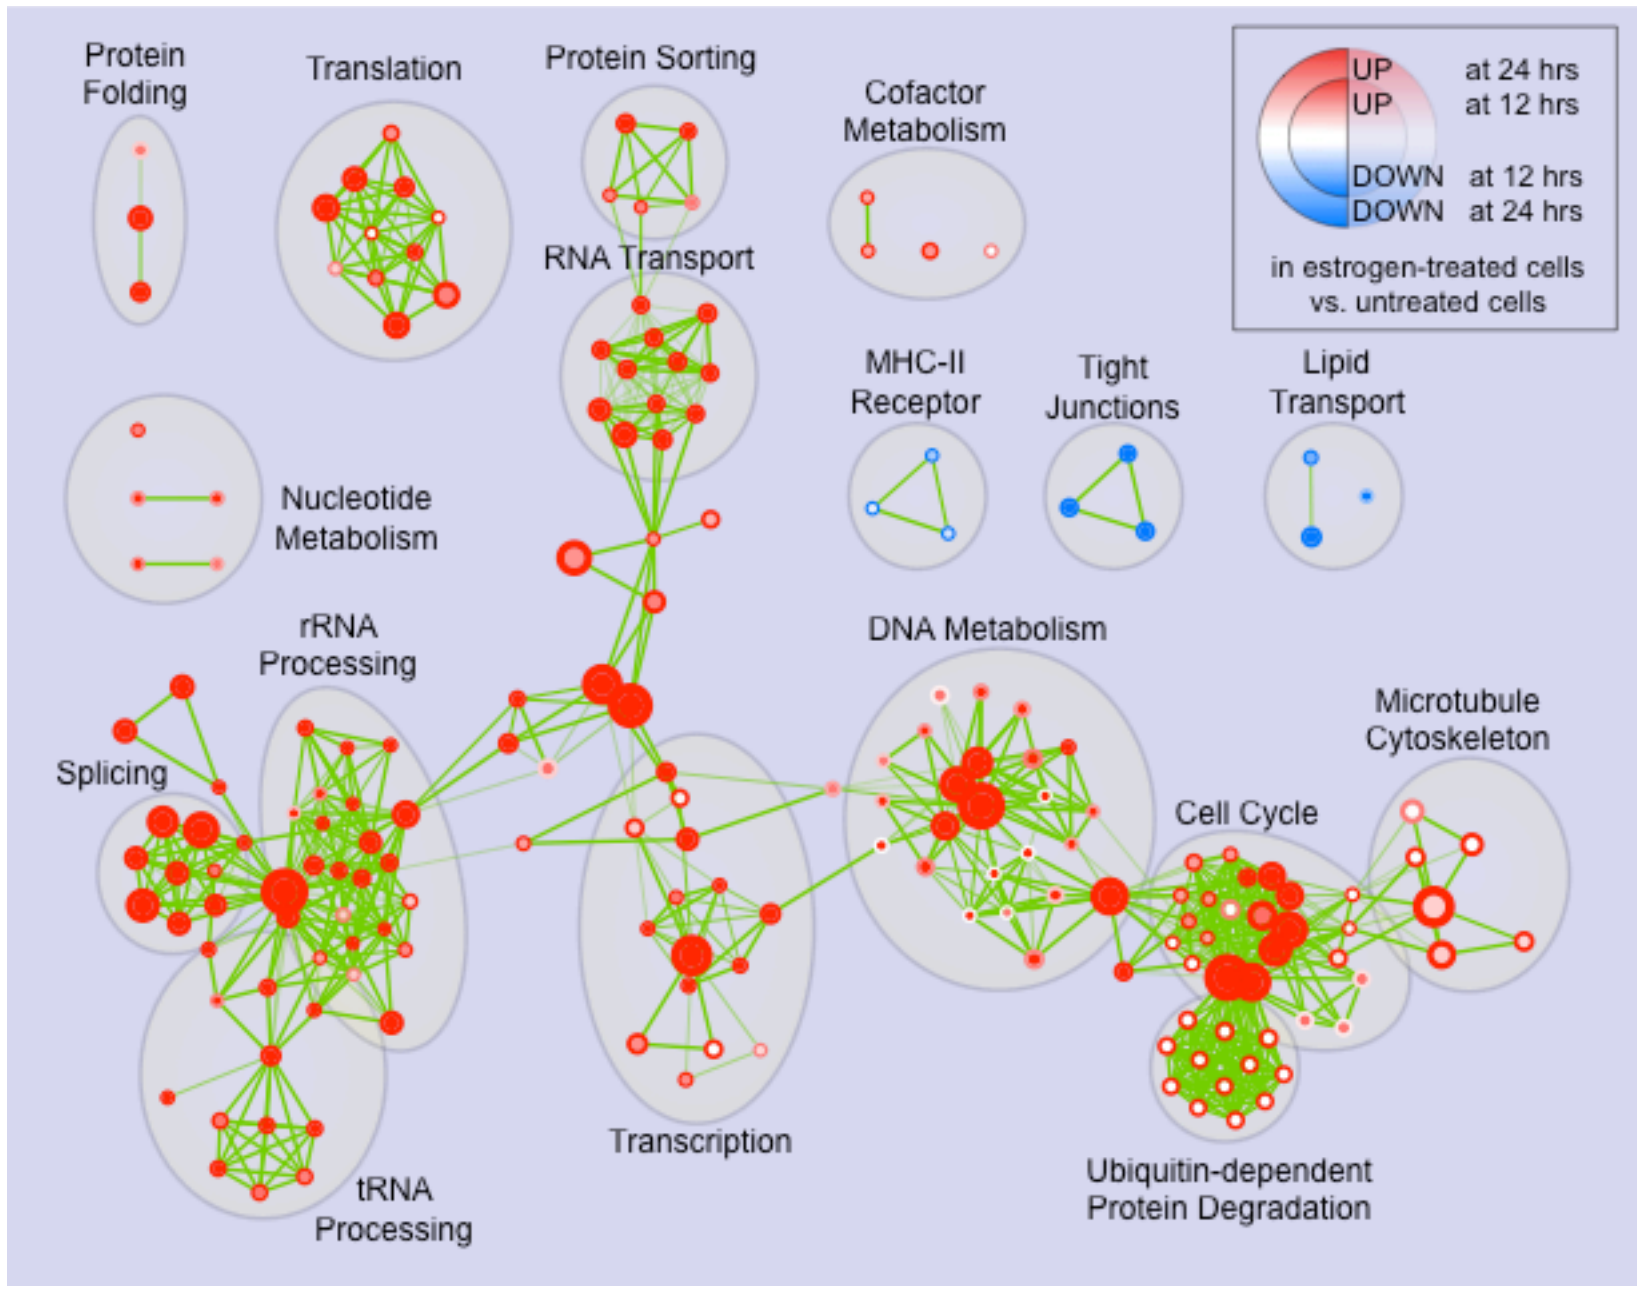 Protein
Folding
Translation
Protein Sorting
Cofactor
Metabolism
UP at 24 hrs
UP at 12 hrs
DOWN at 12 hrs
DOWN at 24 hrs
in estrogen-treated cells
vs. untreated cells
RNA Transport
MHC-II
Receptor
Tight
Junctions
Lipid
Transport
Nucleotide
Metabolism
rRNA
Processing
DNA Metabolism
Microtubule
Cytoskeleton
Splicing
Cell Cycle
Transcription
Ubiquitin-dependent
Protein Degradation
tRNA
Processing